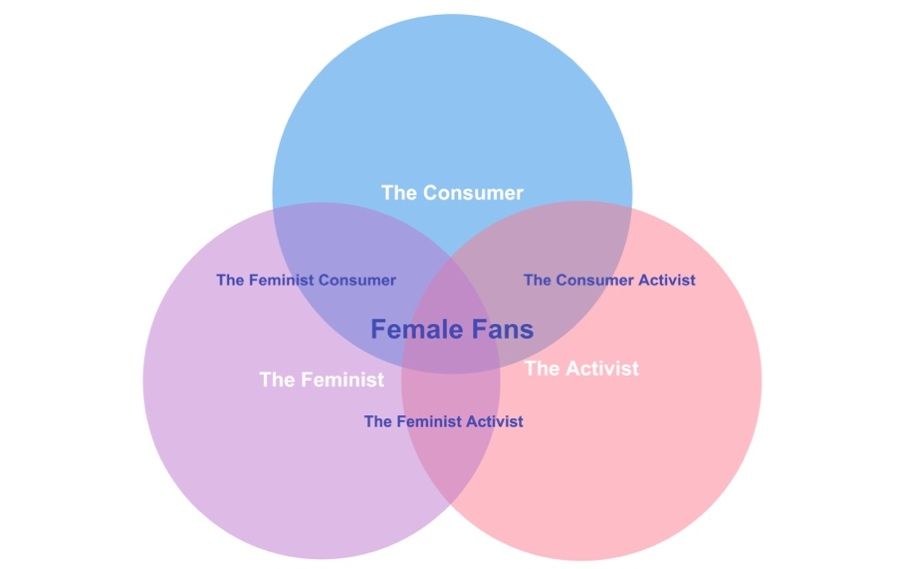 The Consumer
The Feminist Consumer
The Consumer Activist
Female Fans
The Activist
The Feminist
The Feminist Activist